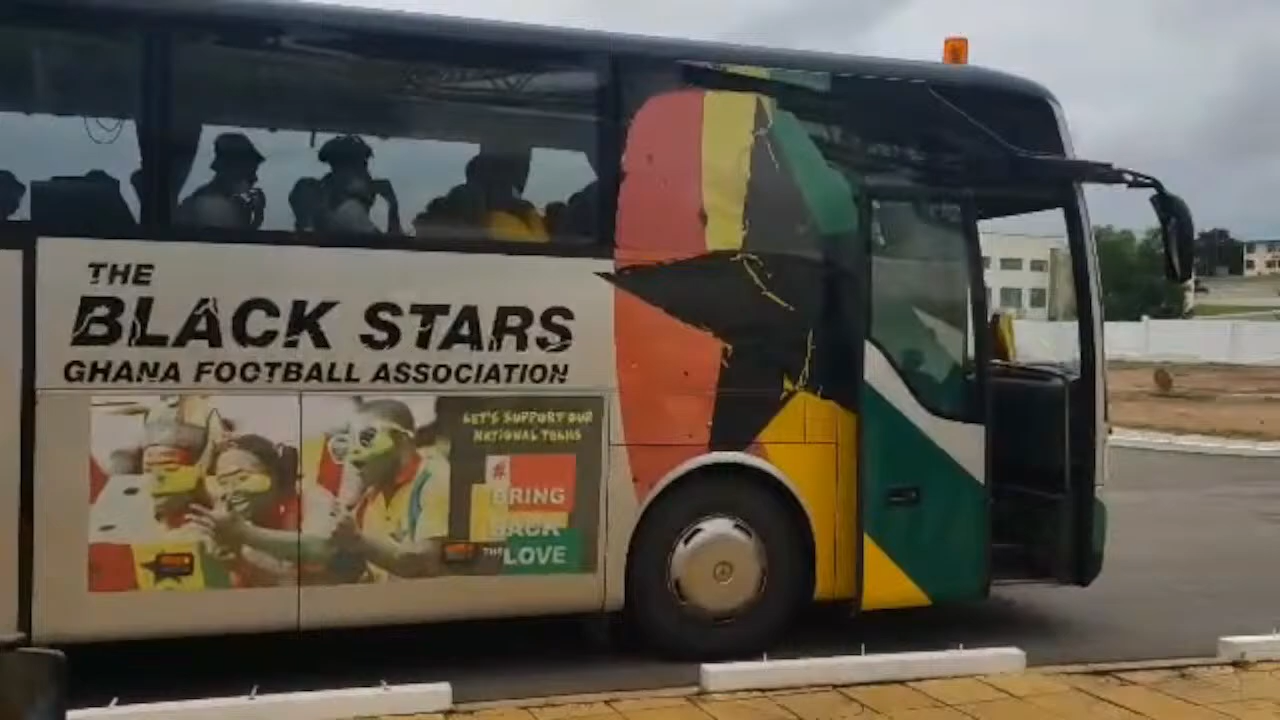 THE
BLACK STARS
GHANA FOOTBALL ASSOCIATION
LET'S SUPPORT OUR
NATIONAL TEAMS
#
BRING
BACK
THE LOVE